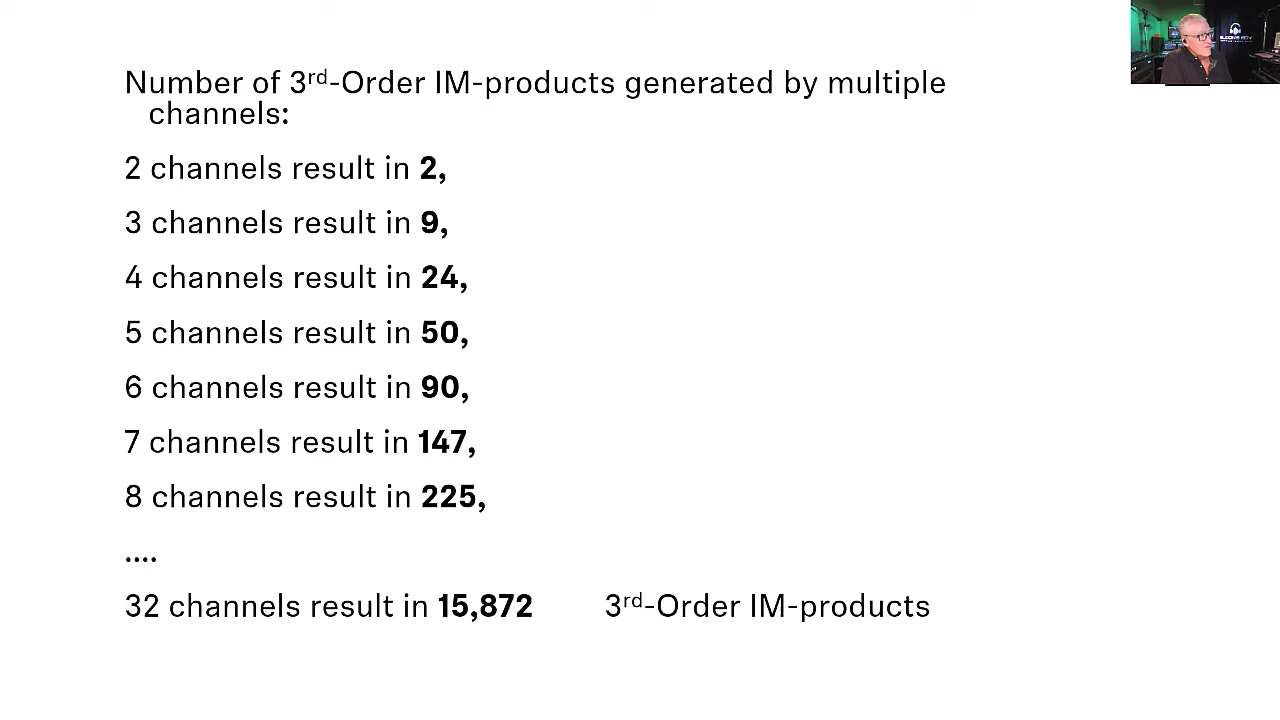 Number of 3rd-Order IM-products generated by multiple
channels:
2 channels result in 2,
3 channels result in 9,
4 channels result in 24,
5 channels result in 50,
6 channels result in 90,
7 channels result in 147,
8 channels result in 225,
....
32 channels result in 15,872 3rd-Order IM-products